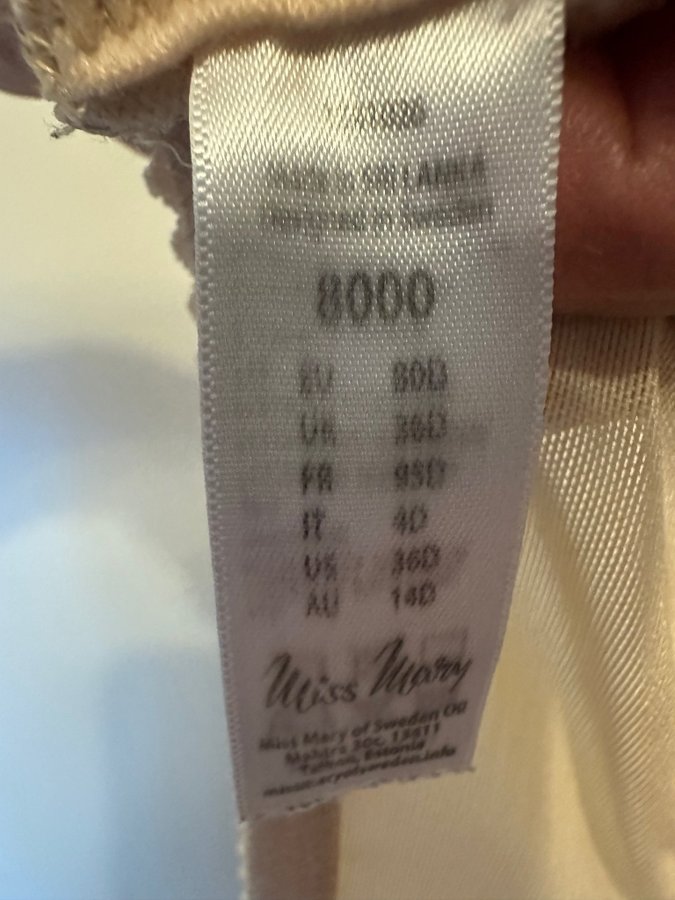 Made in SRI LANKA
Designed in Sweden
8000
EU 80D
UK 36D
FR 95D
IT 4D
US 36D
AU 14D
Miss Mary
Miss Mary of Sweden OÜ
13811
Tallinn, Estonia